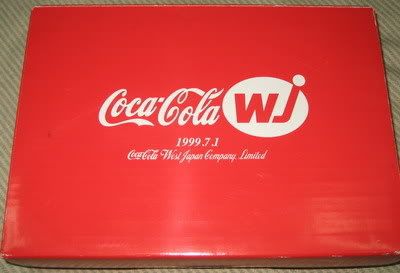 Coca-Cola WJ
1999.7.1
Coca-Cola West Japan Company, Limited